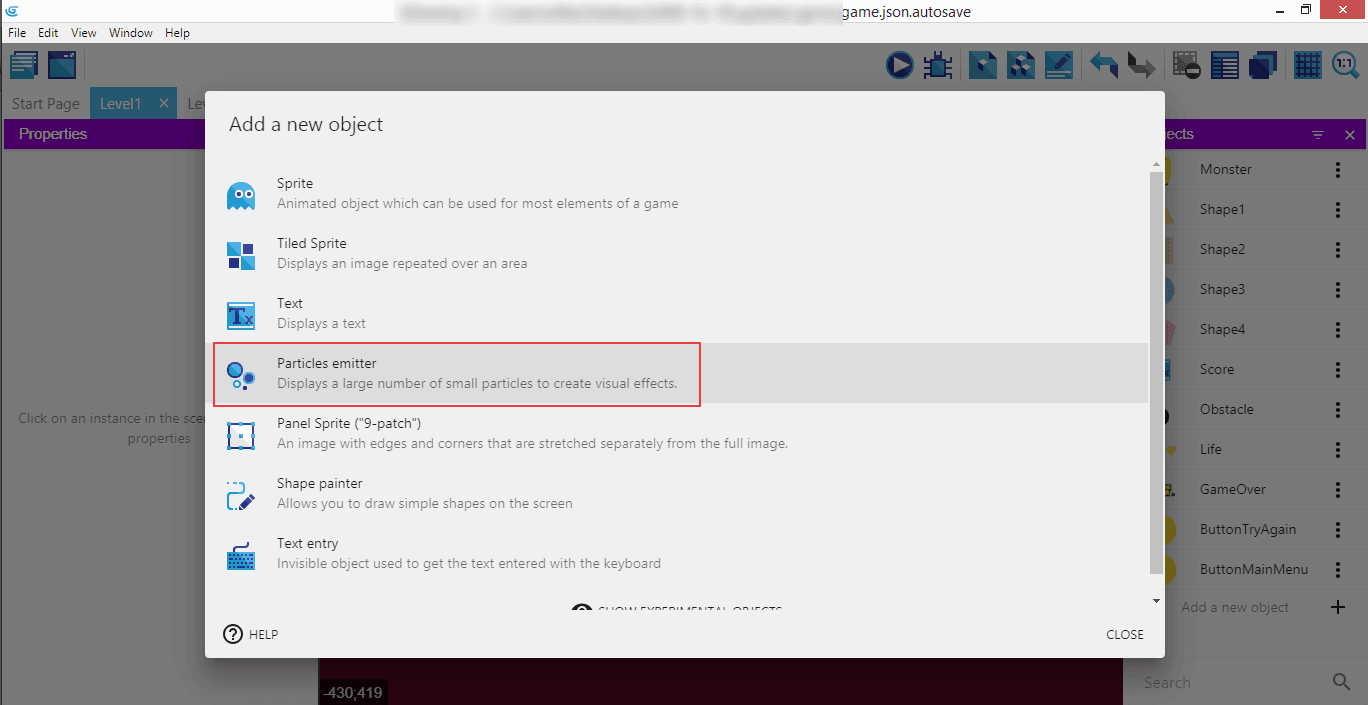 game.json.autosave
File Edit View Window Help
1:1
Start Page Level1
Properties
Add a new object
Sprite
Animated object which can be used for most elements of a game
Tiled Sprite
Displays an image repeated over an area
Text
Displays a text
Tx
Particles emitter
Displays a large number of small particles to create visual effects.
Panel Sprite ("9-patch")
An image with edges and corners that are stretched separately from the full image.
Shape painter
Allows you to draw simple shapes on the screen
Text entry
Invisible object used to get the text entered with the keyboard
SHOW EXPERIMENTAL OBJECTS
? HELP
CLOSE
Click on an instance in the
properties
Monster
Shape1
Shape2
Shape3
Shape4
Score
Obstacle
Life
GameOver
ButtonTryAgain
ButtonMainMenu
Add a new object
Search
-430;419